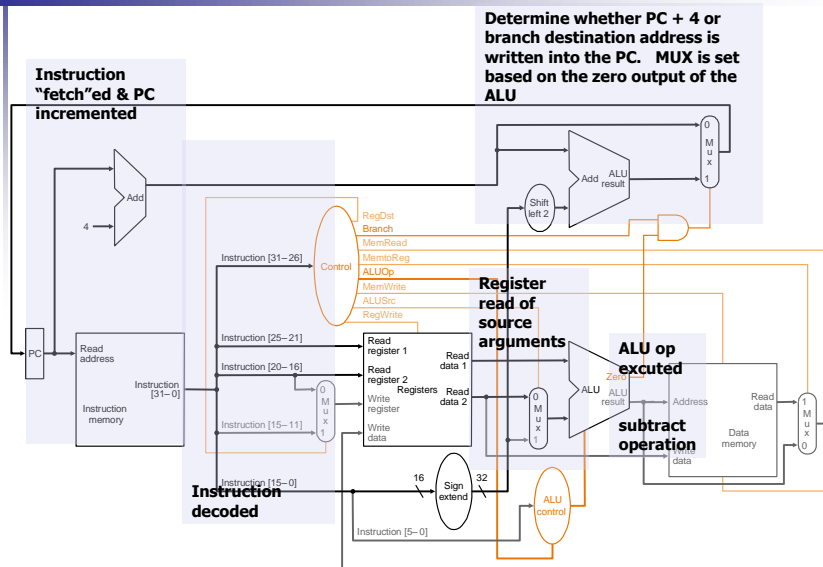 Determine whether PC + 4 or
branch destination address is
written into the PC.   MUX is set
based on the zero output of the
ALU
Instruction
“fetch”ed & PC
incremented
0
M
u
x
1
Add
ALU
result
Add
4
Shift
left 2
RegDst
Branch
MemRead
MemtoReg
ALUOp
MemWrite
ALUSrc
RegWrite
Control
Instruction [31–26]
Register
read of
source
arguments
PC
Read
address
Instruction
[31–0]
Instruction
memory
Instruction [25–21]
Instruction [20–16]
Instruction [15–11]
0
M
u
x
1
Read
register 1
Read
register 2
Write
register
Write
data
Registers
Read
data 1
Read
data 2
0
M
u
x
1
ALU
Zero
ALU
result
ALU op
excuted
subtract
operation
Address
Read
data
Data
memory
Write
data
1
M
u
x
0
Instruction [15–0]
Instruction
decoded
16
Sign
extend
32
ALU
control
Instruction [5–0]